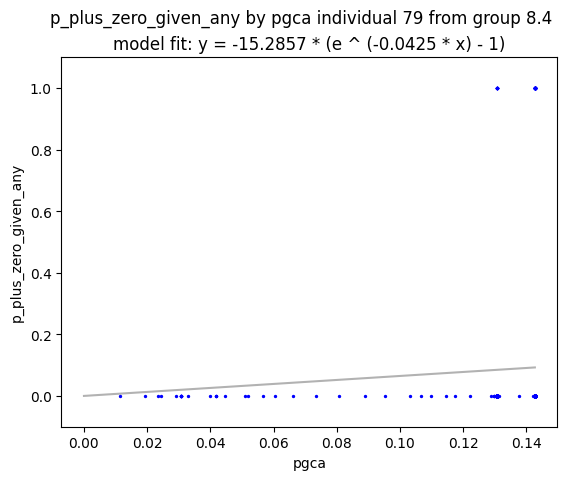 p_plus_zero_given_any by pgca individual 79 from group 8.4
model fit: y = -15.2857 * (e ^ (-0.0425 * x) - 1)
1.0
0.8
0.6
0.4
0.2
0.0
p_plus_zero_given_any
0.00 0.02 0.04 0.06 0.08 0.10 0.12 0.14
pgca